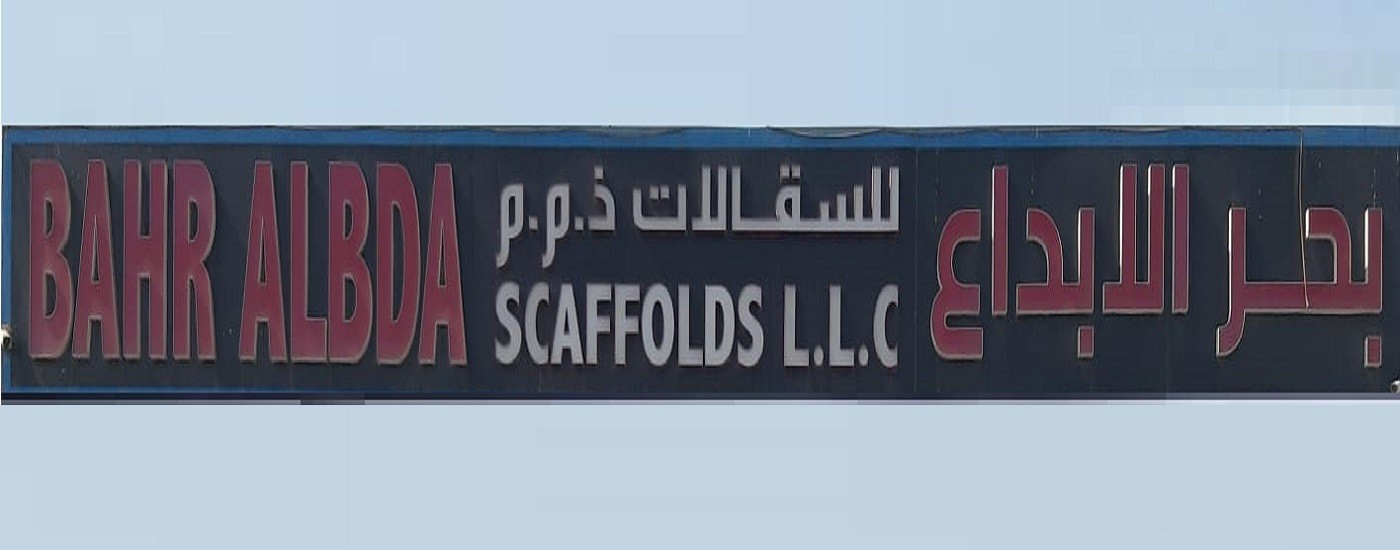 BAHR ALBDA
للسقالات ذ.م.م
SCAFFOLDS L.L.C
بحر الابداع